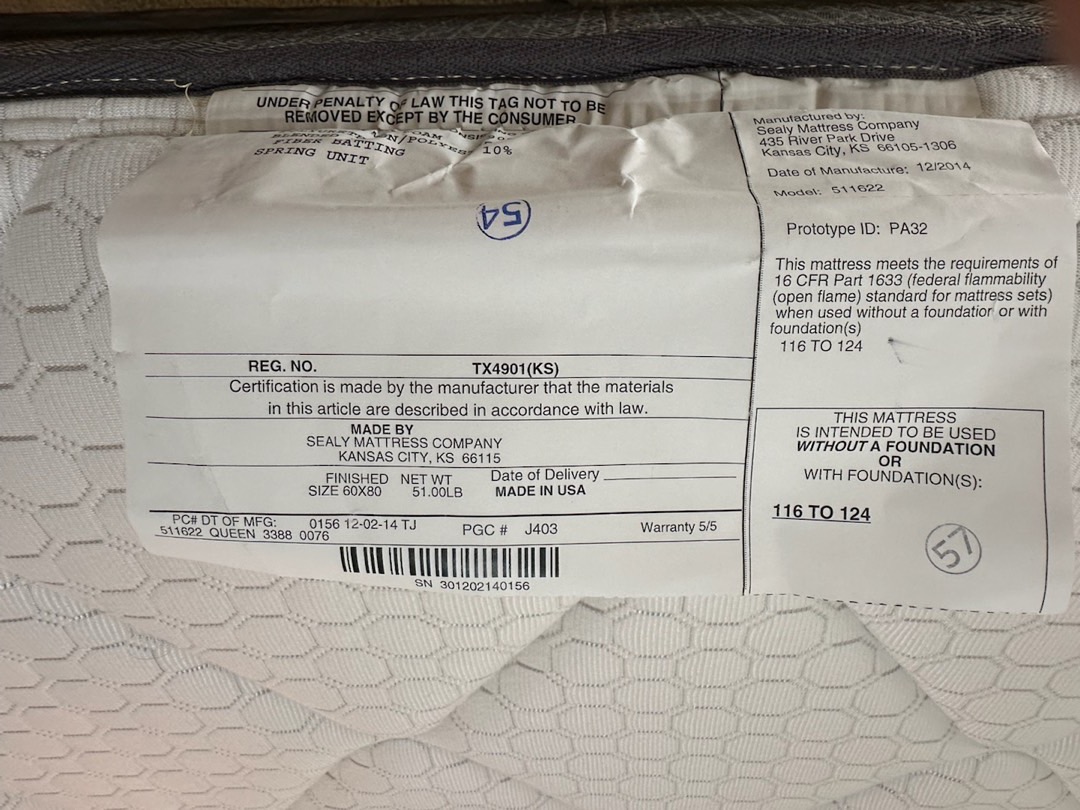 UNDER PENALTY OF LAW THIS TAG NOT TO BE
REMOVED EXCEPT BY THE CONSUMER
FIBER BATTING 10%
SPRING UNIT
54
REG. NO. TX4901(KS)
Certification is made by the manufacturer that the materials
in this article are described in accordance with law.
MADE BY
SEALY MATTRESS COMPANY
KANSAS CITY, KS 66115
FINISHED NET WT Date of Delivery
SIZE 60X80 51.00LB MADE IN USA
PC# DT OF MFG: 0156 12-02-14 TJ PGC # J403 Warranty 5/5
511622 QUEEN 3388 0076
SN 301202140156
Manufactured by:
Sealy Mattress Company
435 River Park Drive
Kansas City, KS 66105-1306
Date of Manufacture: 12/2014
Model: 511622
Prototype ID: PA32
This mattress meets the requirements of
16 CFR Part 1633 (federal flammability
(open flame) standard for mattress sets)
when used without a foundatior or with
foundation(s)
116 TO 124
THIS MATTRESS
IS INTENDED TO BE USED
WITHOUT A FOUNDATION
OR
WITH FOUNDATION(S):
116 TO 124
57